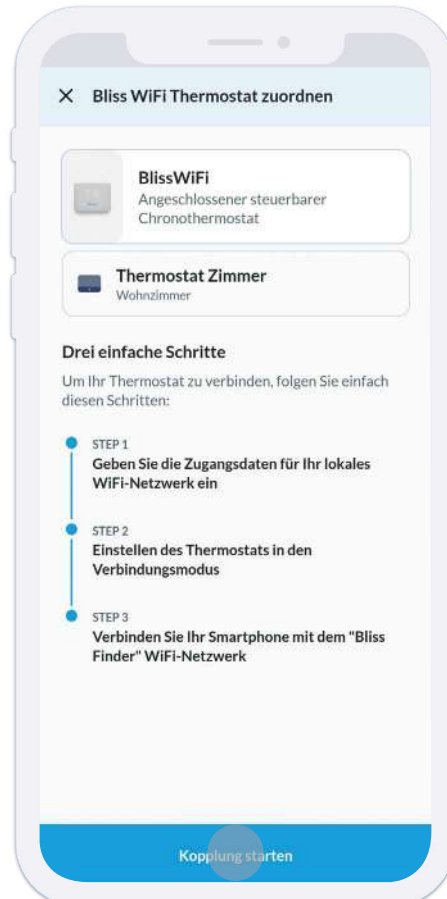 Bliss WiFi Thermostat zuordnen
BlissWiFi
Angeschlossener steuerbarer
Chronothermostat
Thermostat Zimmer
Wohnzimmer
Drei einfache Schritte
Um Ihr Thermostat zu verbinden, folgen Sie einfach
diesen Schritten:
STEP 1
Geben Sie die Zugangsdaten für Ihr lokales
WiFi-Netzwerk ein
STEP 2
Einstellen des Thermostats in den
Verbindungsmodus
STEP 3
Verbinden Sie Ihr Smartphone mit dem "Bliss
Finder" WiFi-Netzwerk
Kopplung starten